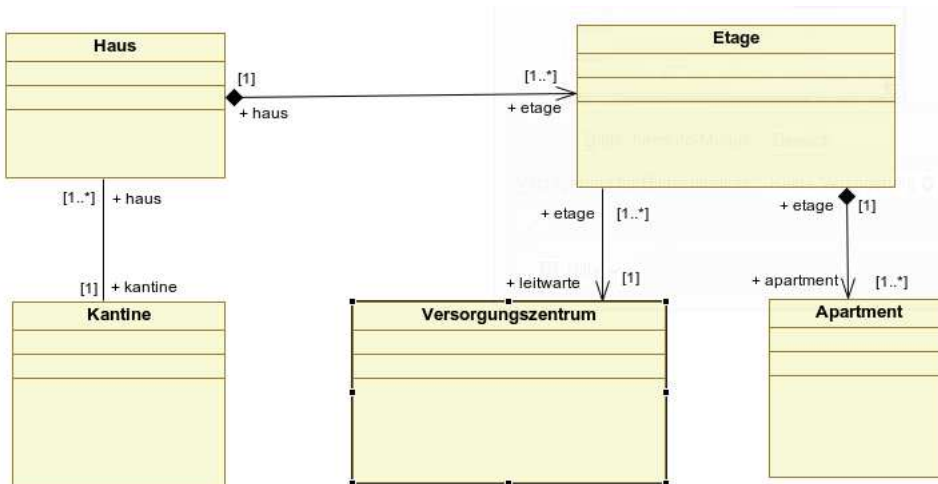 Haus
Etage
[1]
[1..*]
+ haus
+ etage
[1..*]
+ haus
+ etage
[1..*]
+ etage
[1]
[1]
+ kantine
+ leitwarte
[1]
+ apartment
[1..*]
Kantine
Versorgungszentrum
Apartment